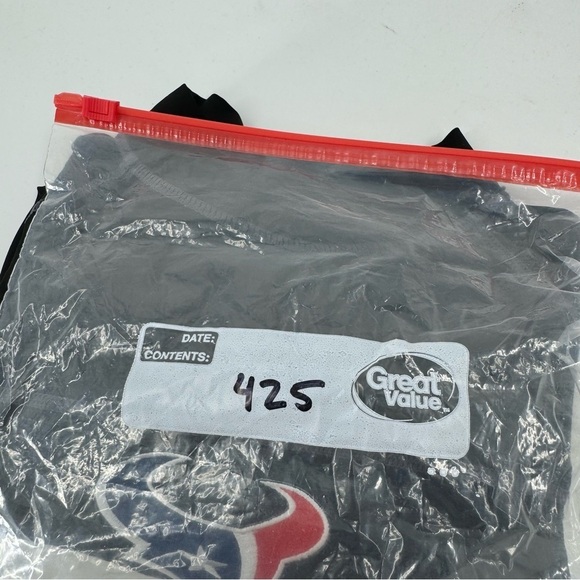 DATE:
CONTENTS:
425
Great
Value